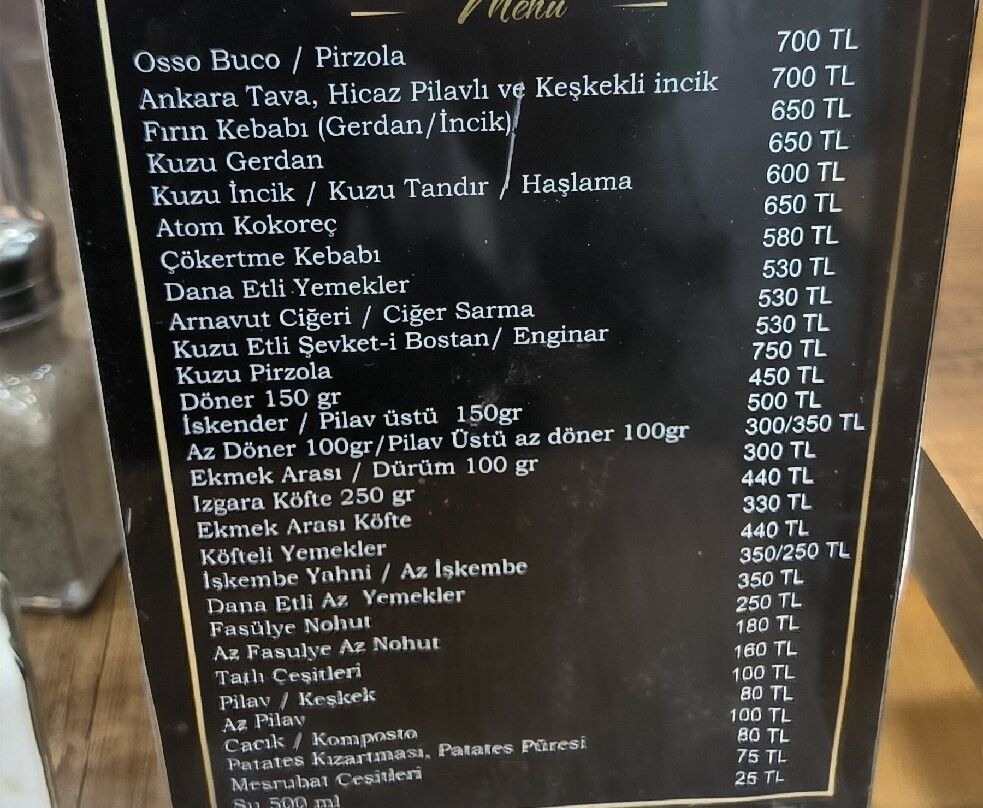 Menü
Osso Buco / Pirzola 700 TL
Ankara Tava, Hicaz Pilavlı ve Keşkekli incik 700 TL
Fırın Kebabı (Gerdan/İncik) 650 TL
Kuzu Gerdan 650 TL
Kuzu İncik / Kuzu Tandır / Haşlama 600 TL
Atom Kokoreç 650 TL
Çökertme Kebabı 580 TL
Dana Etli Yemekler 530 TL
Arnavut Ciğeri / Ciğer Sarma 530 TL
Kuzu Etli Şevket-i Bostan/ Enginar 530 TL
Kuzu Pirzola 750 TL
Döner 150 gr 450 TL
İskender / Pilav üstü 150gr 500 TL
Az Döner 100gr/Pilav Üstü az döner 100gr 300/350 TL
Ekmek Arası / Dürüm 100 gr 300 TL
Izgara Köfte 250 gr 440 TL
Ekmek Arası Köfte 330 TL
Köfteli Yemekler 440 TL
İşkembe Yahni / Az İşkembe 350/250 TL
Dana Etli Az Yemekler 350 TL
Fasülye Nohut 250 TL
Az Fasulye Az Nohut 180 TL
Tatlı Çeşitleri 160 TL
Pilav / Keşkek 100 TL
Az Pilav 80 TL
Cacık / Komposto 100 TL
Patates Kızartması, Patates Püresi 80 TL
Meşrubat Çeşitleri 75 TL
Su 500 ml 25 TL